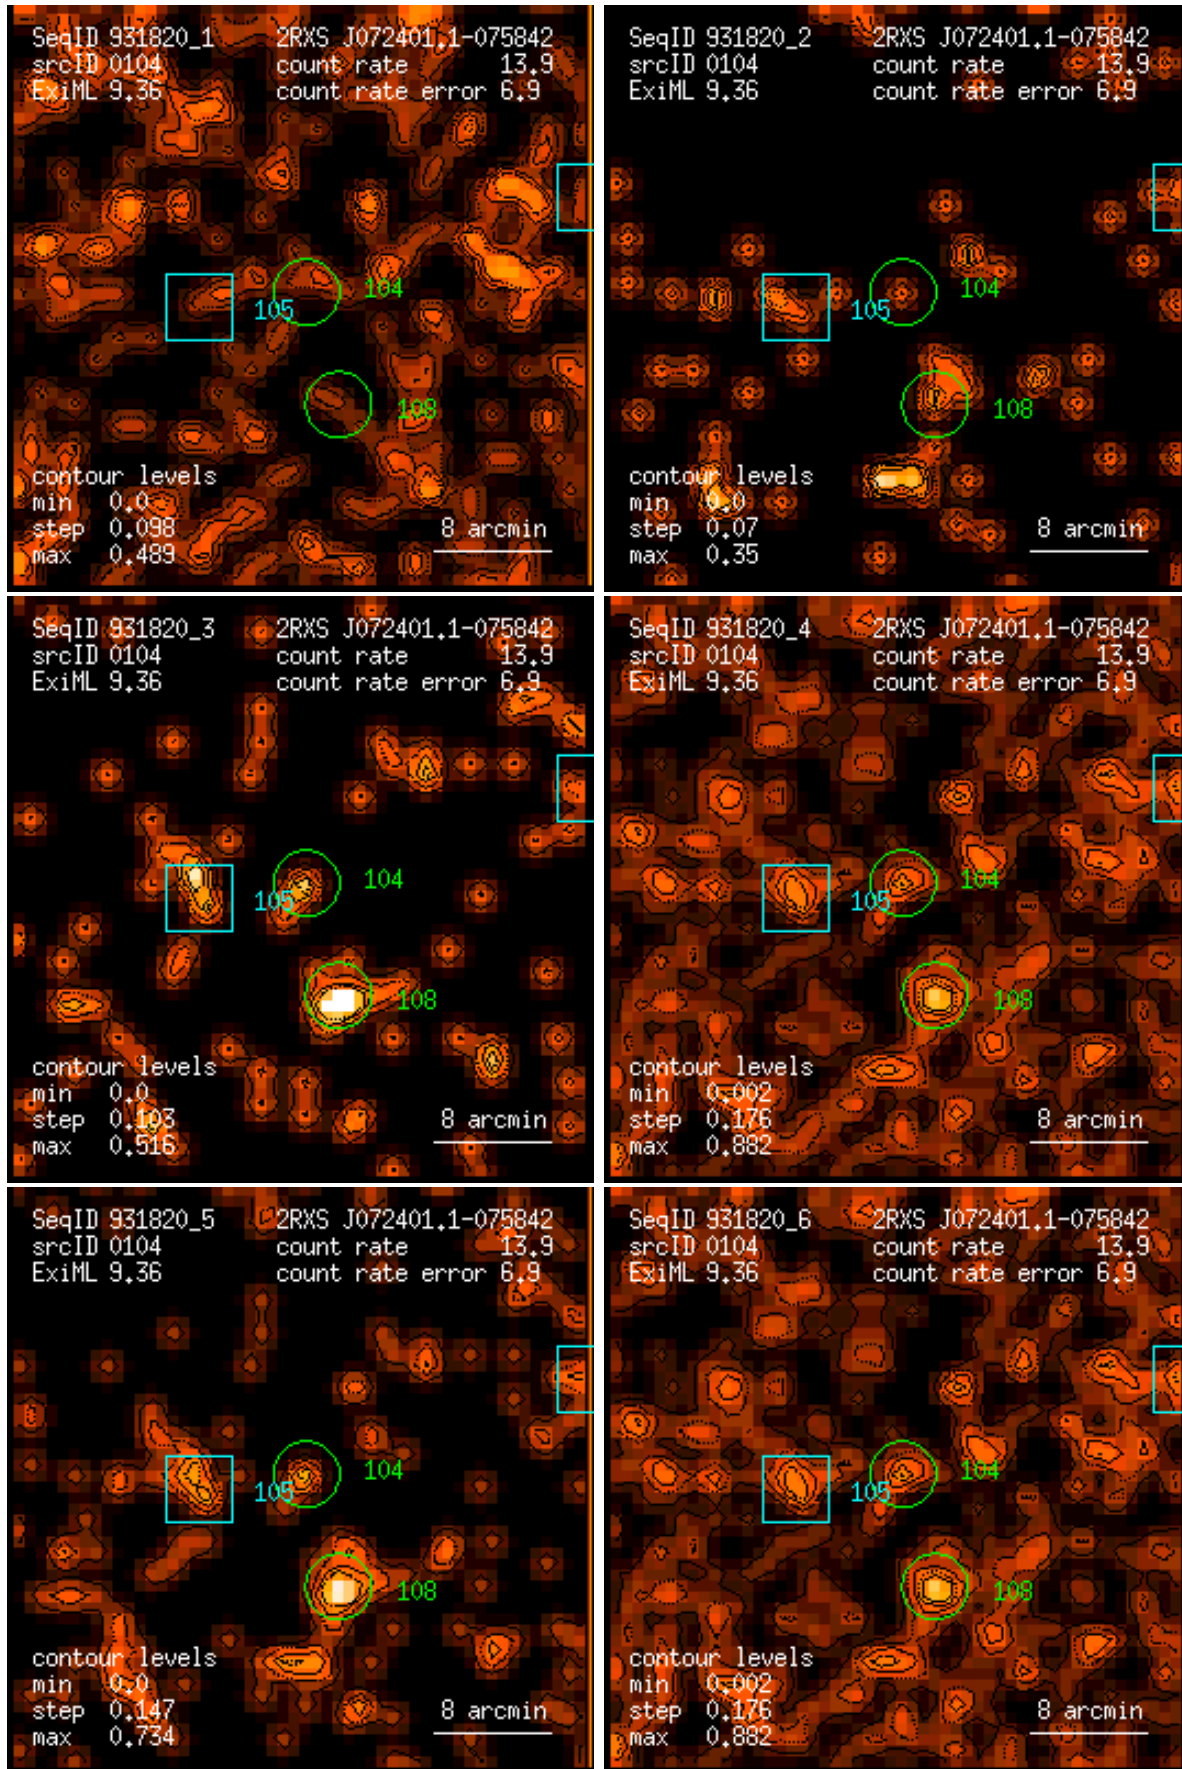 SeqID 931820_1 2RXS J072401.1-075842
srcID 0104 count rate 13.9
ExiML 9.36 count rate error 6.9
104
105
108
contour levels
min 0.0
step 0.098
max 0.489
8 arcmin
SeqID 931820_2 2RXS J072401.1-075842
srcID 0104 count rate 13.9
ExiML 9.36 count rate error 6.9
104
105
108
contour levels
min 0.0
step 0.07
max 0.35
8 arcmin
SeqID 931820_3 2RXS J072401.1-075842
srcID 0104 count rate 13.9
ExiML 9.36 count rate error 6.9
104
105
108
contour levels
min 0.0
step 0.103
max 0.516
8 arcmin
SeqID 931820_4 2RXS J072401.1-075842
srcID 0104 count rate 13.9
ExiML 9.36 count rate error 6.9
104
105
108
contour levels
min 0.002
step 0.176
max 0.882
8 arcmin
SeqID 931820_5 2RXS J072401.1-075842
srcID 0104 count rate 13.9
ExiML 9.36 count rate error 6.9
104
105
108
contour levels
min 0.0
step 0.147
max 0.734
8 arcmin
SeqID 931820_6 2RXS J072401.1-075842
srcID 0104 count rate 13.9
ExiML 9.36 count rate error 6.9
104
105
108
contour levels
min 0.002
step 0.176
max 0.882
8 arcmin